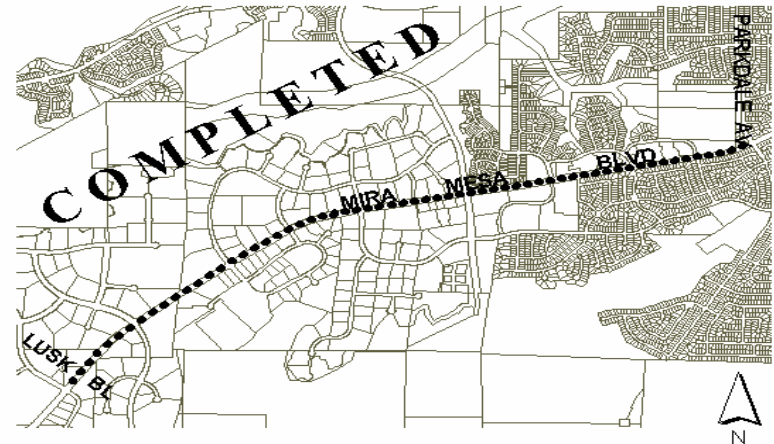 COMPLETED
PARKDALE AV
MIRA MESA BLVD
LUSK BL
N